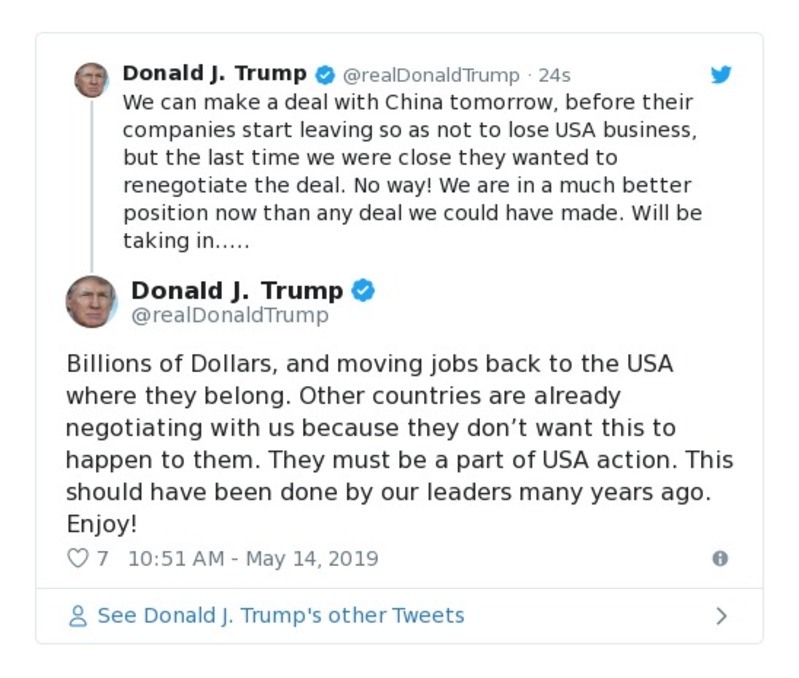 Donald J. Trump @realDonaldTrump · 24s
We can make a deal with China tomorrow, before their
companies start leaving so as not to lose USA business,
but the last time we were close they wanted to
renegotiate the deal. No way! We are in a much better
position now than any deal we could have made. Will be
taking in.....
Donald J. Trump
@realDonaldTrump
Billions of Dollars, and moving jobs back to the USA
where they belong. Other countries are already
negotiating with us because they don’t want this to
happen to them. They must be a part of USA action. This
should have been done by our leaders many years ago.
Enjoy!
7 10:51 AM - May 14, 2019
See Donald J. Trump's other Tweets